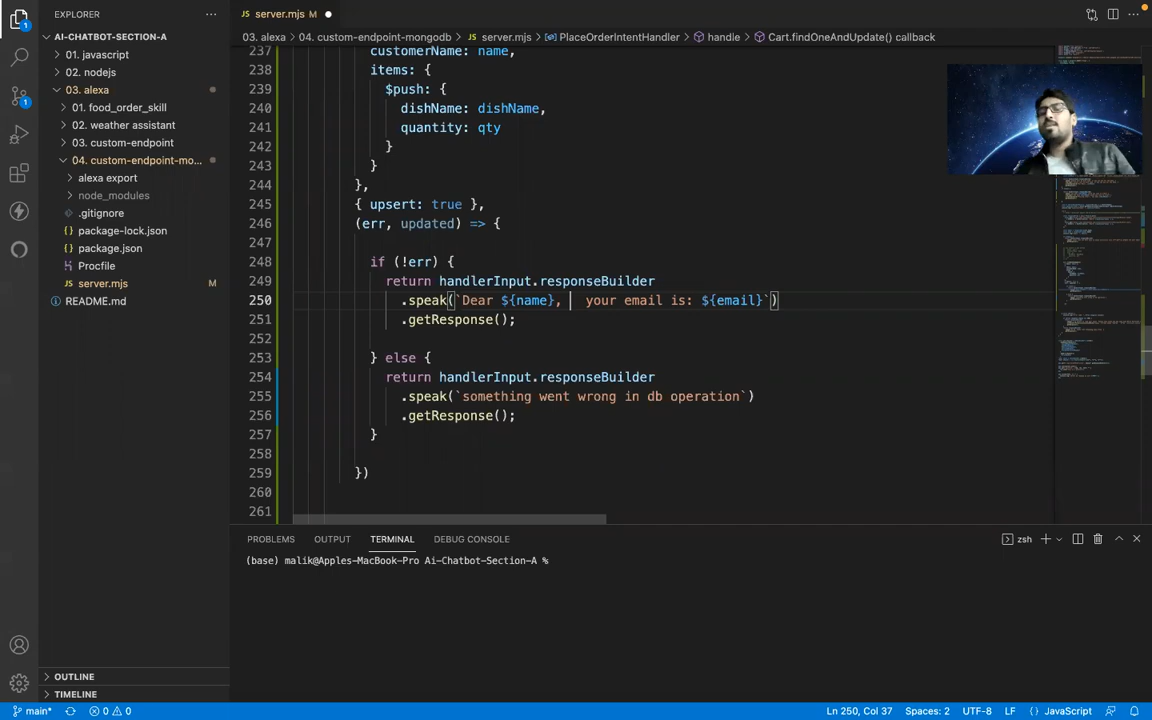 EXPLORER
server.mjs M
AI-CHATBOT-SECTION-A
01. javascript
02. nodejs
03. alexa
01. food_order_skill
02. weather assistant
03. custom-endpoint
04. custom-endpoint-mo...
alexa export
node_modules
.gitignore
package-lock.json
package.json
Procfile
server.mjs M
README.md
OUTLINE
TIMELINE
03. alexa > 04. custom-endpoint-mongodb > server.mjs > PlaceOrderIntentHandler > handle > Cart.findOneAndUpdate() callback
237 customerName: name,
238 items: {
239 $push: {
240 dishName: dishName,
241 quantity: qty
242 }
243 }
244 },
245 { upsert: true },
246 (err, updated) => {
247
248 if (!err) {
249 return handlerInput.responseBuilder
250 .speak(`Dear ${name},   your email is: ${email}`)
251 .getResponse();
252
253 } else {
254 return handlerInput.responseBuilder
255 .speak(`something went wrong in db operation`)
256 .getResponse();
257 }
258
259 })
260
261
PROBLEMS OUTPUT TERMINAL DEBUG CONSOLE
zsh
(base) malik@Apples-MacBook-Pro Ai-Chatbot-Section-A %
main* 0 0 Ln 250, Col 37 Spaces: 2 UTF-8 LF {} JavaScript
1
1